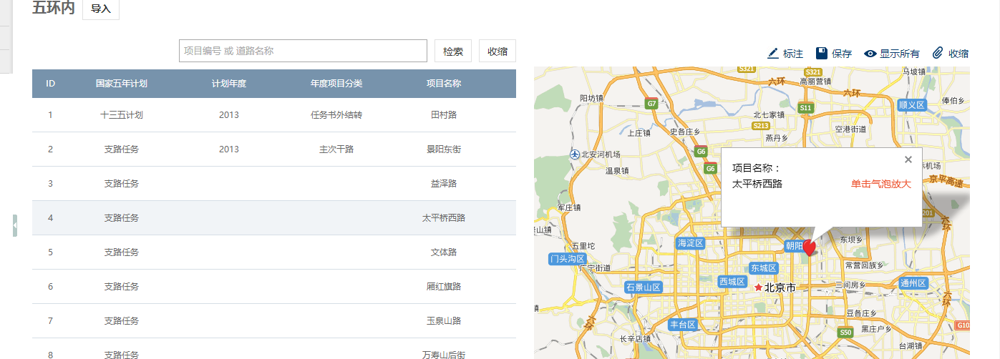 五环内 导入
项目编号 或 道路名称 检索 收缩
标注 保存 显示所有 收缩
ID 国家五年计划 计划年度 年度项目分类 项目名称
1 十三五计划 2013 任务书外结转 田村路
2 支路任务 2013 主次干路 景阳东街
3 支路任务 益泽路
4 支路任务 太平桥西路
5 支路任务 文体路
6 支路任务 厢红旗路
7 支路任务 玉泉山路
8 支路任务 万寿山后街
S321
S321
马坡镇
六环
高丽营镇
六环
阳坊镇
G7
顺义区
俸伯乡
S11
北七家镇
S213
上庄镇
史各庄乡
空港街道
燕丹乡
G6
北安河机场
G6
温泉镇
京平高速
项目名称：
太平桥西路 单击气泡放大
军庄镇
201
六环
五里坨
海淀区
朝阳
东坝乡
门头沟区
广宁街道
东城区
常营回族乡
石景山区
西城区
北京市
三间房乡
通州区
六环
六环
丰台区
豆各庄乡
黑庄户乡
S50
长辛店镇
台湖镇